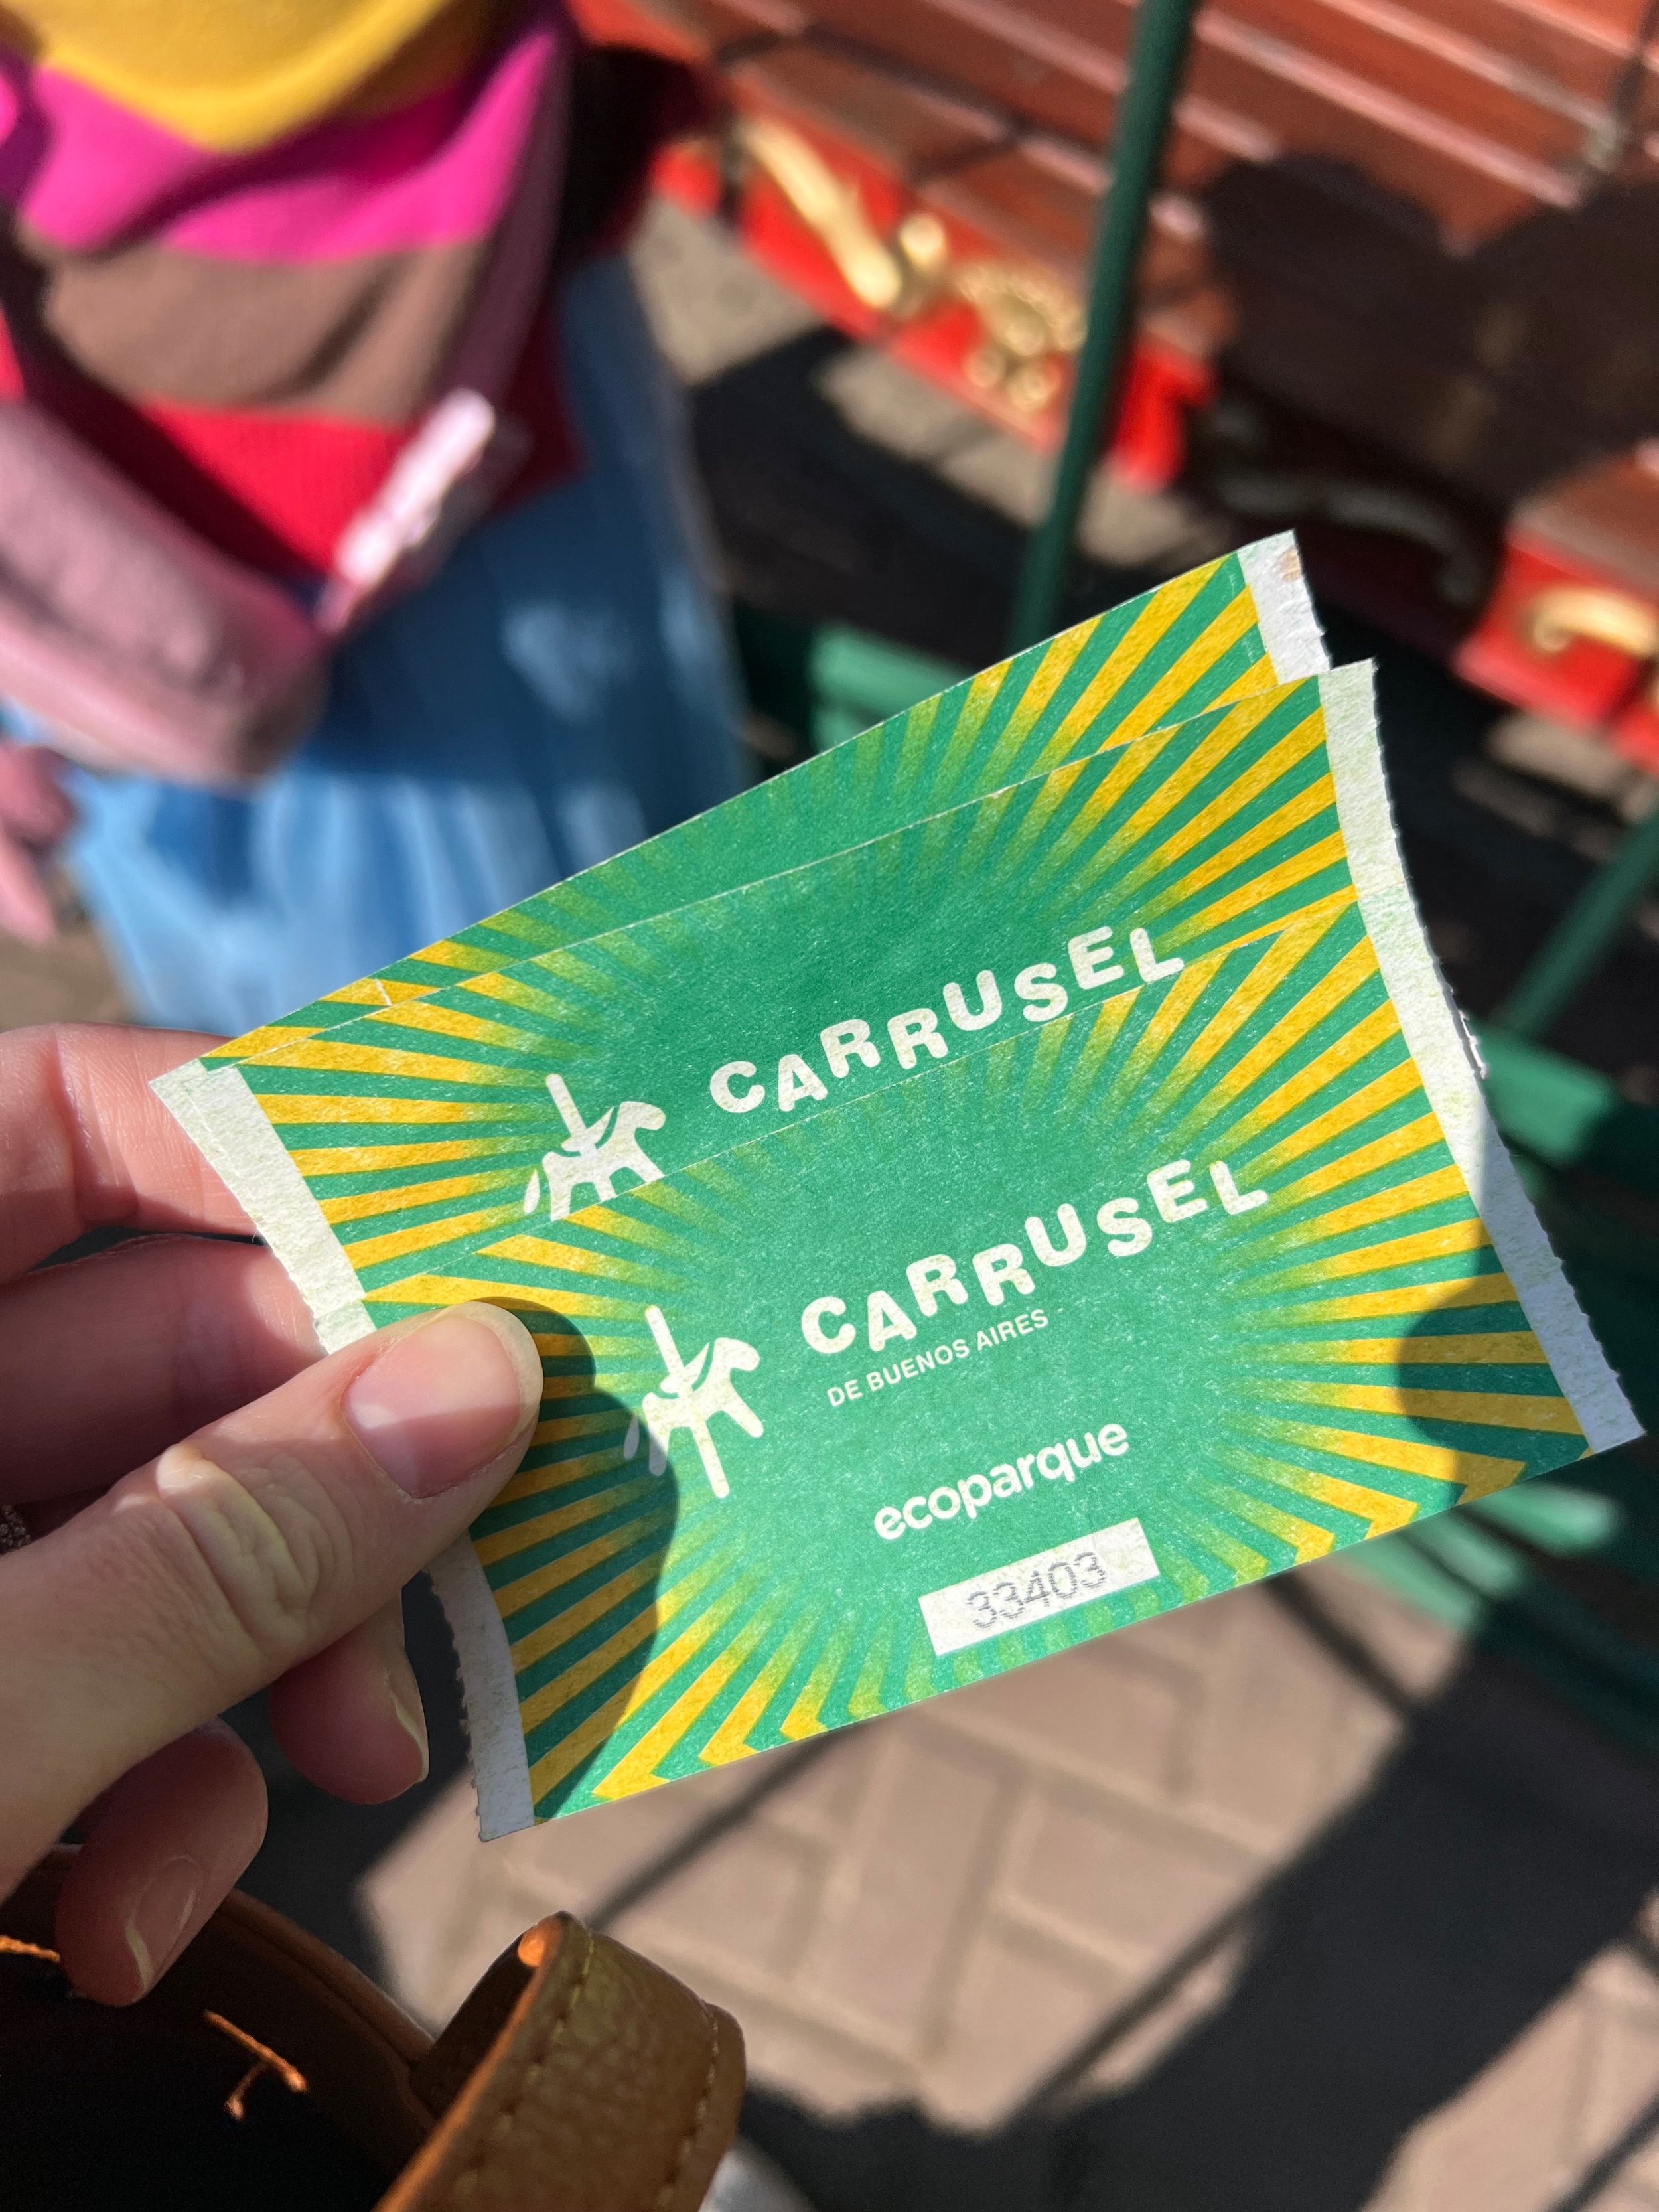 CARRUSEL
CARRUSEL
DE BUENOS AIRES
ecoparque
33403